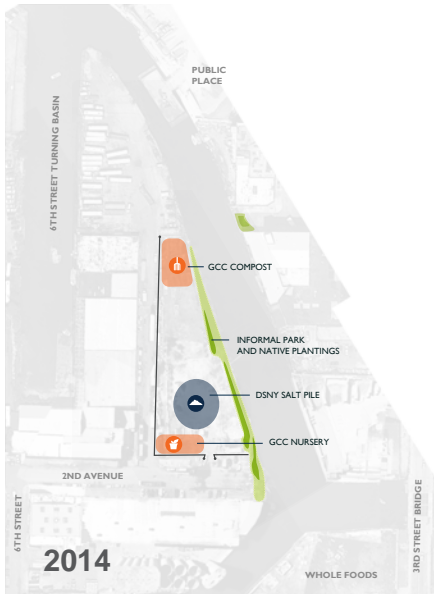 PUBLIC
PLACE
6TH STREET TURNING BASIN
GCC COMPOST
INFORMAL PARK
AND NATIVE PLANTINGS
DSNY SALT PILE
GCC NURSERY
2ND AVENUE
6TH STREET
3RD STREET BRIDGE
2014
WHOLE FOODS